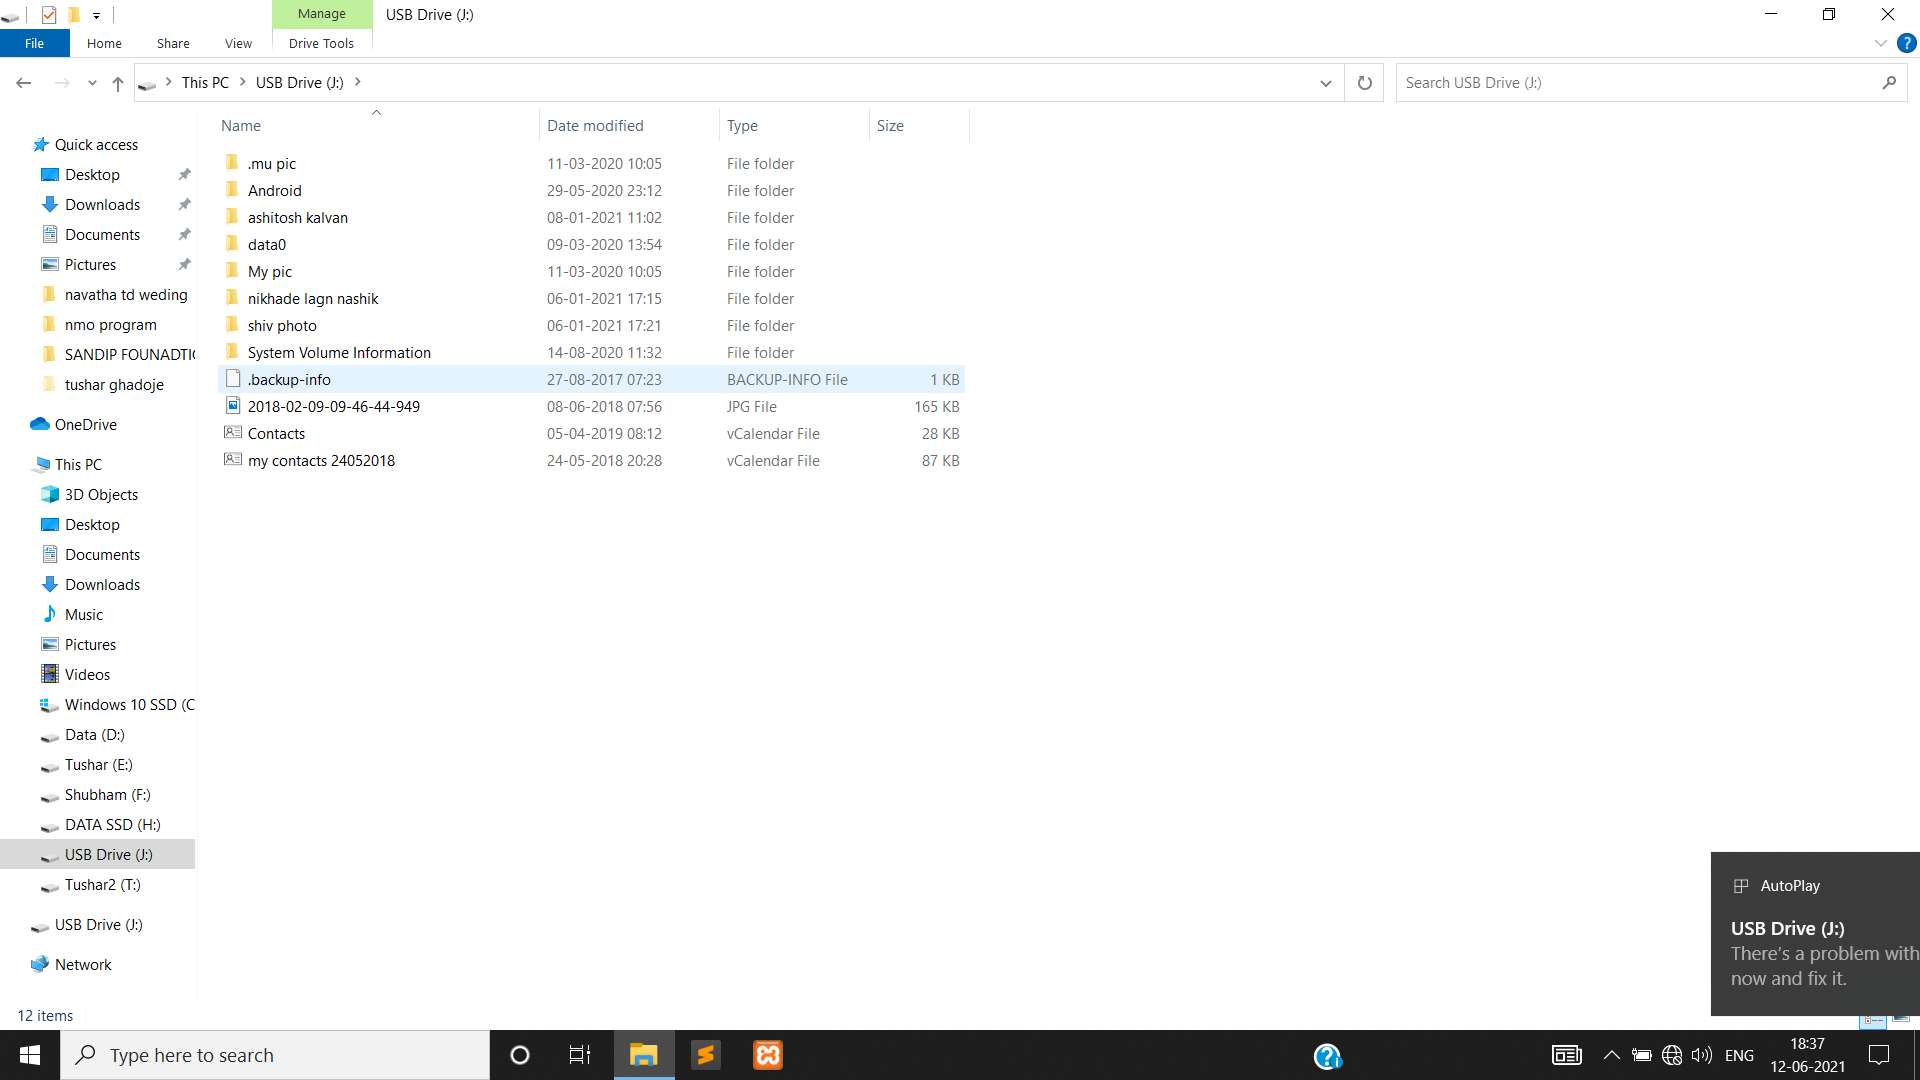 Manage
USB Drive (J:)
File
Home
Share
View
Drive Tools
This PC
USB Drive (J:)
Search USB Drive (J:)
Name
Date modified
Type
Size
.mu pic 11-03-2020 10:05 File folder
Android 29-05-2020 23:12 File folder
ashitosh kalvan 08-01-2021 11:02 File folder
data0 09-03-2020 13:54 File folder
My pic 11-03-2020 10:05 File folder
nikhade lagn nashik 06-01-2021 17:15 File folder
shiv photo 06-01-2021 17:21 File folder
System Volume Information 14-08-2020 11:32 File folder
.backup-info 27-08-2017 07:23 BACKUP-INFO File 1 KB
2018-02-09-09-46-44-949 08-06-2018 07:56 JPG File 165 KB
Contacts 05-04-2019 08:12 vCalendar File 28 KB
my contacts 24052018 24-05-2018 20:28 vCalendar File 87 KB
Quick access
Desktop
Downloads
Documents
Pictures
navatha td weding
nmo program
SANDIP FOUNADTIC
tushar ghadoje
OneDrive
This PC
3D Objects
Desktop
Documents
Downloads
Music
Pictures
Videos
Windows 10 SSD (C
Data (D:)
Tushar (E:)
Shubham (F:)
DATA SSD (H:)
USB Drive (J:)
Tushar2 (T:)
USB Drive (J:)
Network
12 items
AutoPlay
USB Drive (J:)
There's a problem with
now and fix it.
Type here to search
ENG
18:37
12-06-2021